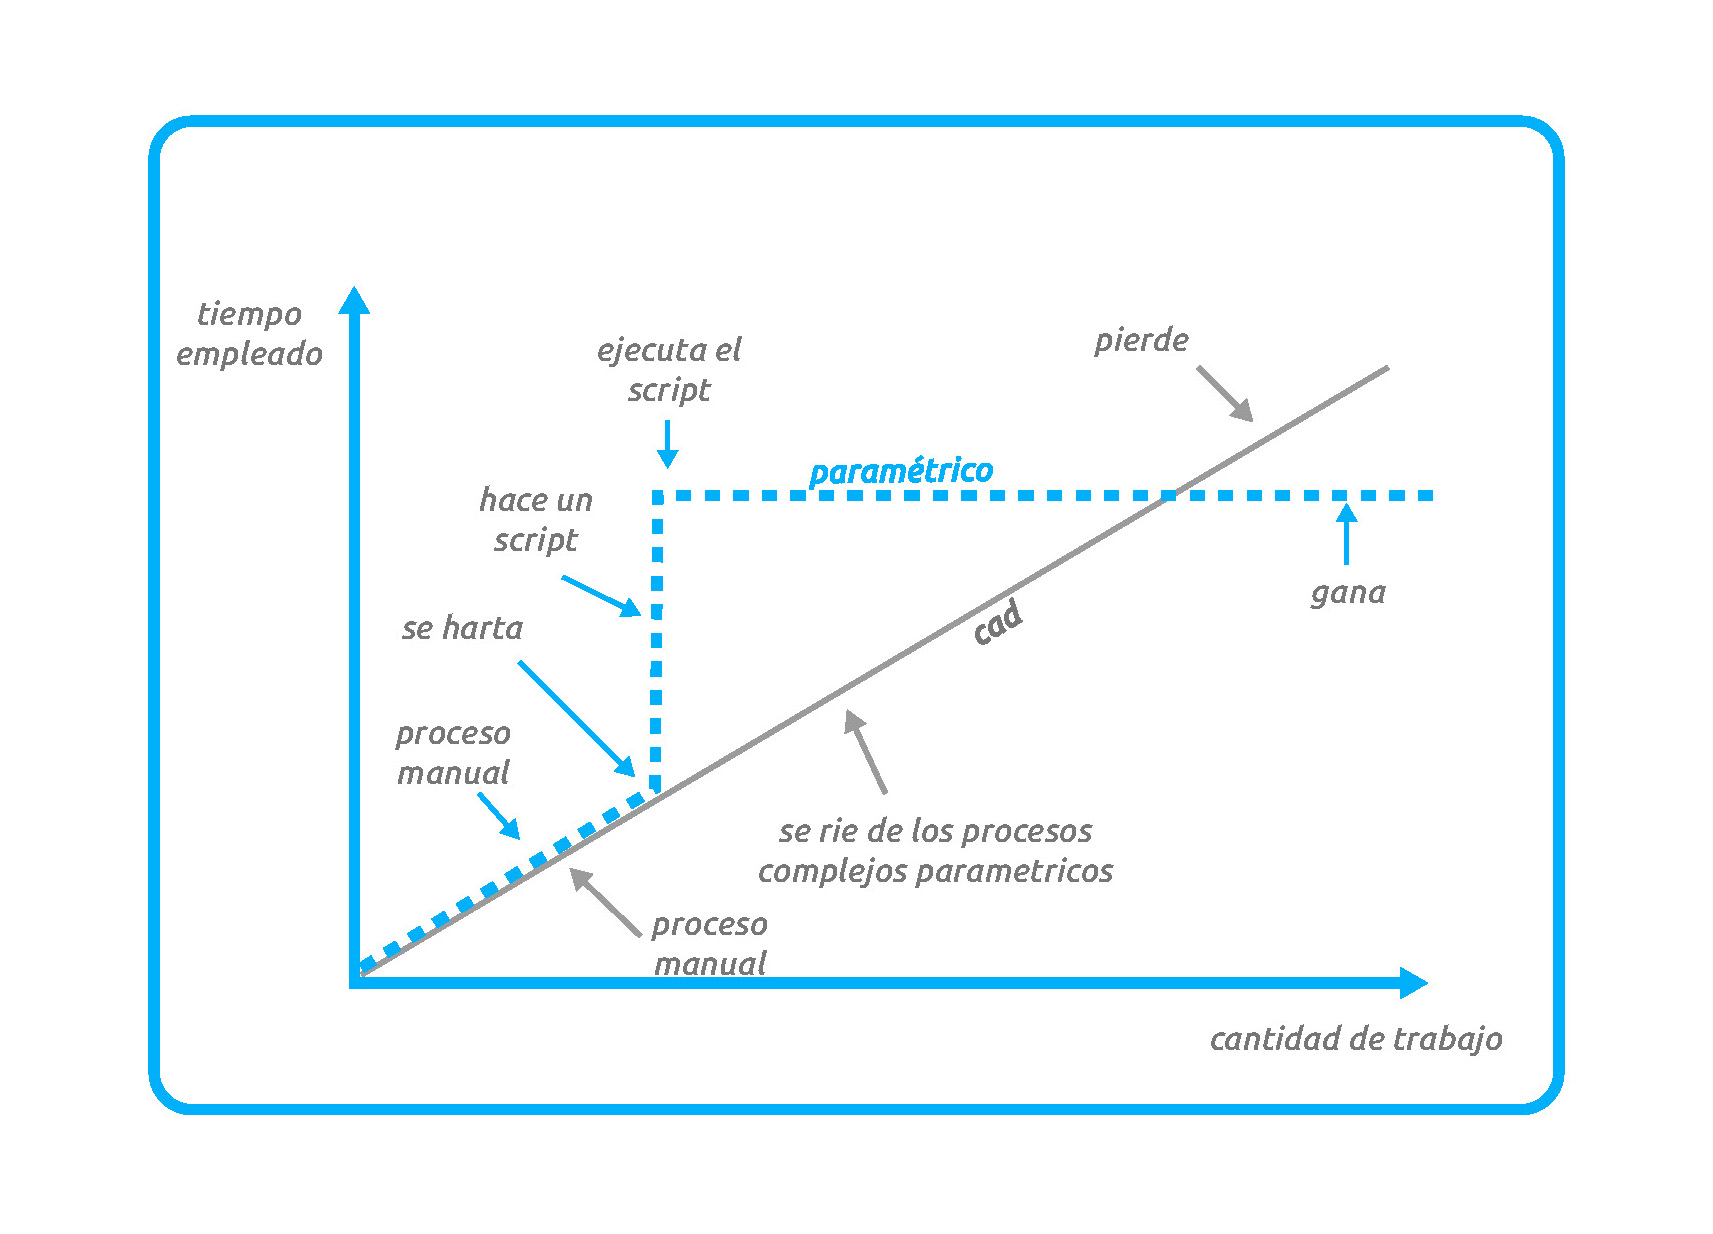 tiempo
empleado
ejecuta el
script
pierde
paramétrico
hace un
script
gana
cad
se harta
proceso
manual
se rie de los procesos
complejos parametricos
proceso
manual
cantidad de trabajo